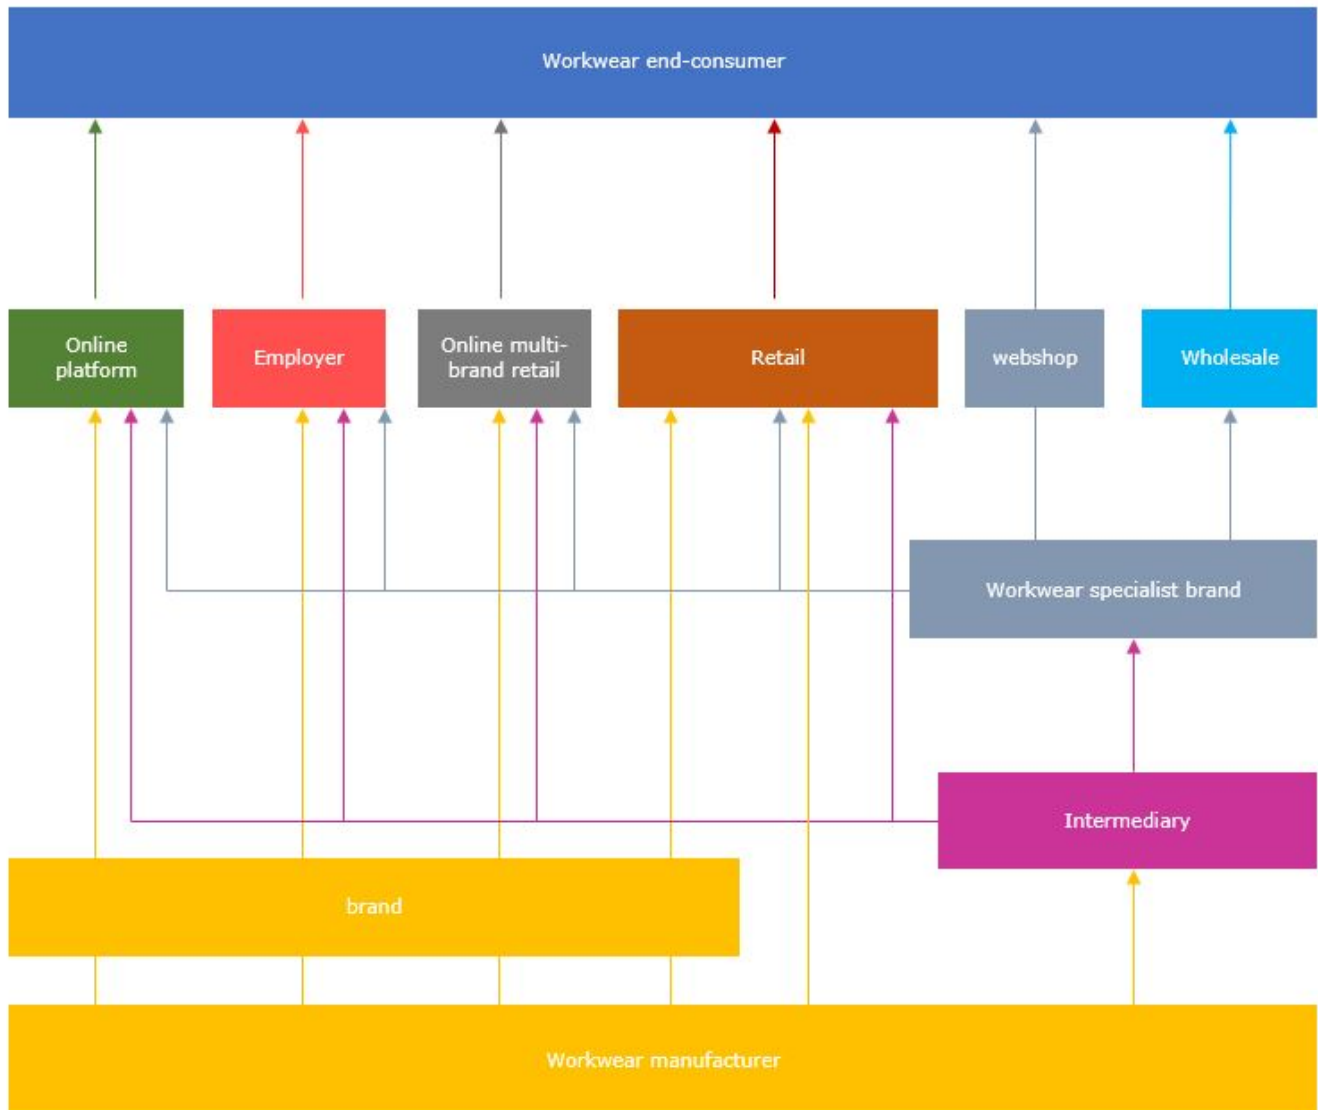 Workwear end-consumer
Online
platform
Employer
Online multi-
brand retail
Retail
webshop
Wholesale
Workwear specialist brand
Intermediary
brand
Workwear manufacturer